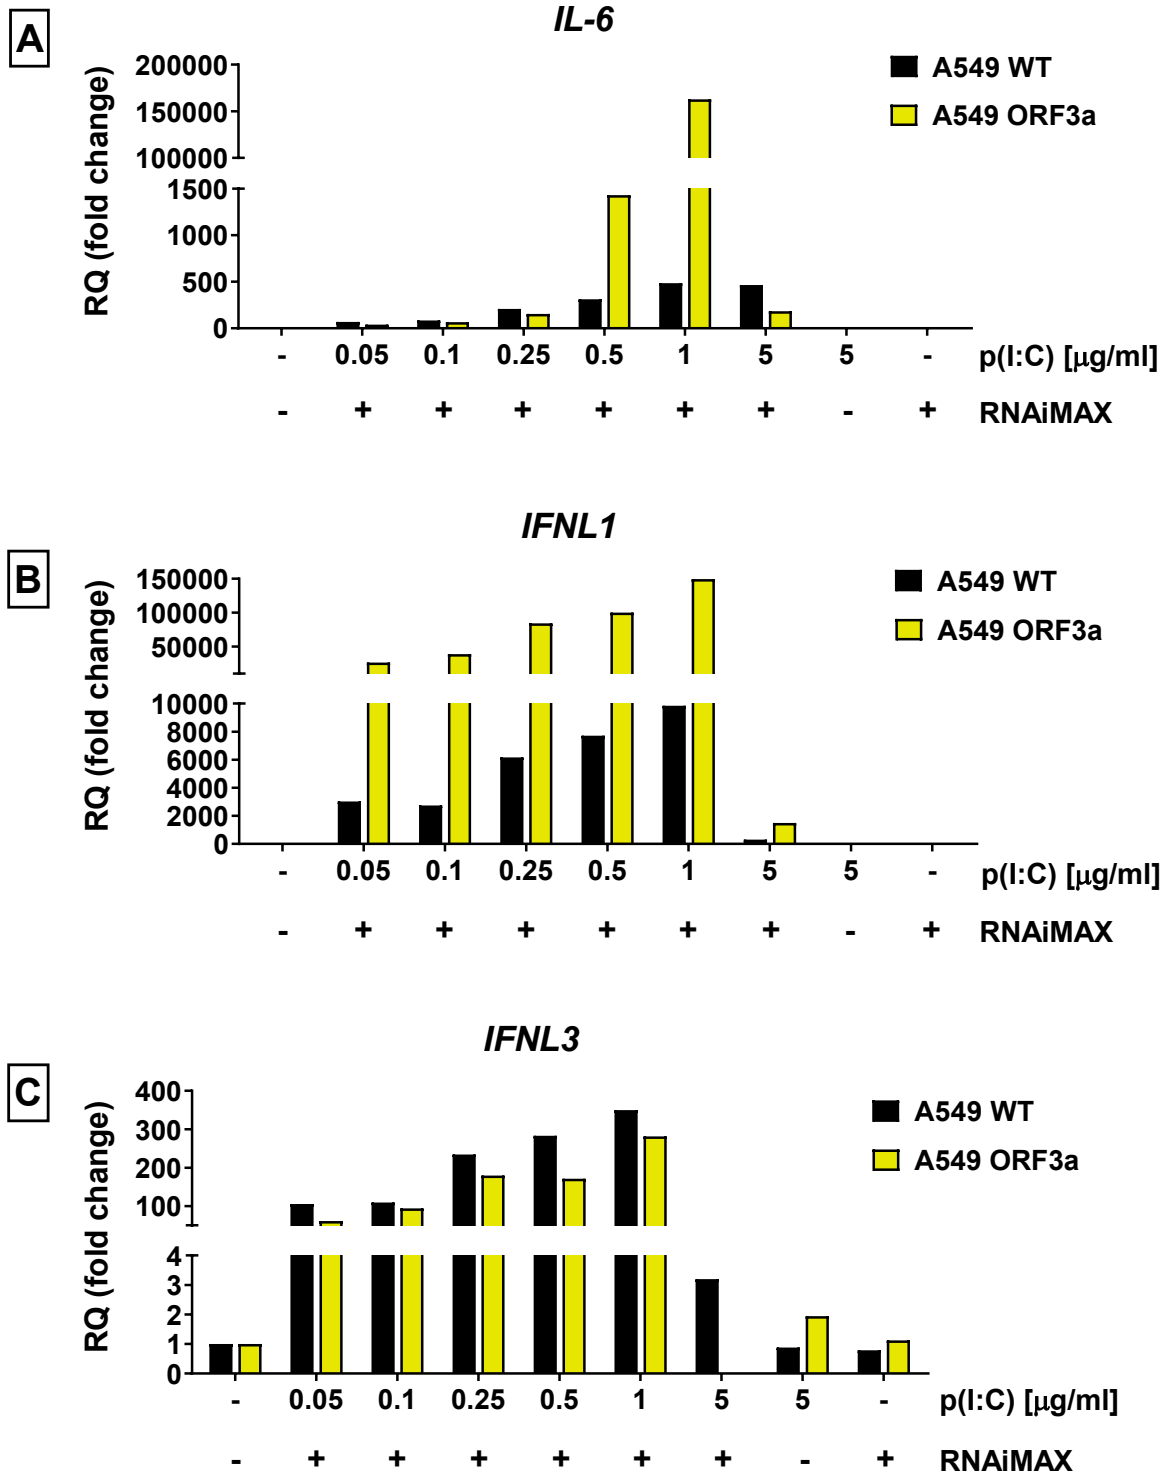 A
IL-6
RQ (fold change)
200000
150000
100000
1500
1000
500
0
A549 WT
A549 ORF3a
- 0.05 0.1 0.25 0.5 1 5 5 - p(I:C) [μg/ml]
- + + + + + + - + RNAiMAX
B
IFNL1
RQ (fold change)
150000
100000
50000
10000
8000
6000
4000
2000
0
A549 WT
A549 ORF3a
- 0.05 0.1 0.25 0.5 1 5 5 - p(I:C) [μg/ml]
- + + + + + + - + RNAiMAX
C
IFNL3
RQ (fold change)
400
300
200
100
4
3
2
1
0
A549 WT
A549 ORF3a
- 0.05 0.1 0.25 0.5 1 5 5 - p(I:C) [μg/ml]
- + + + + + + - + RNAiMAX